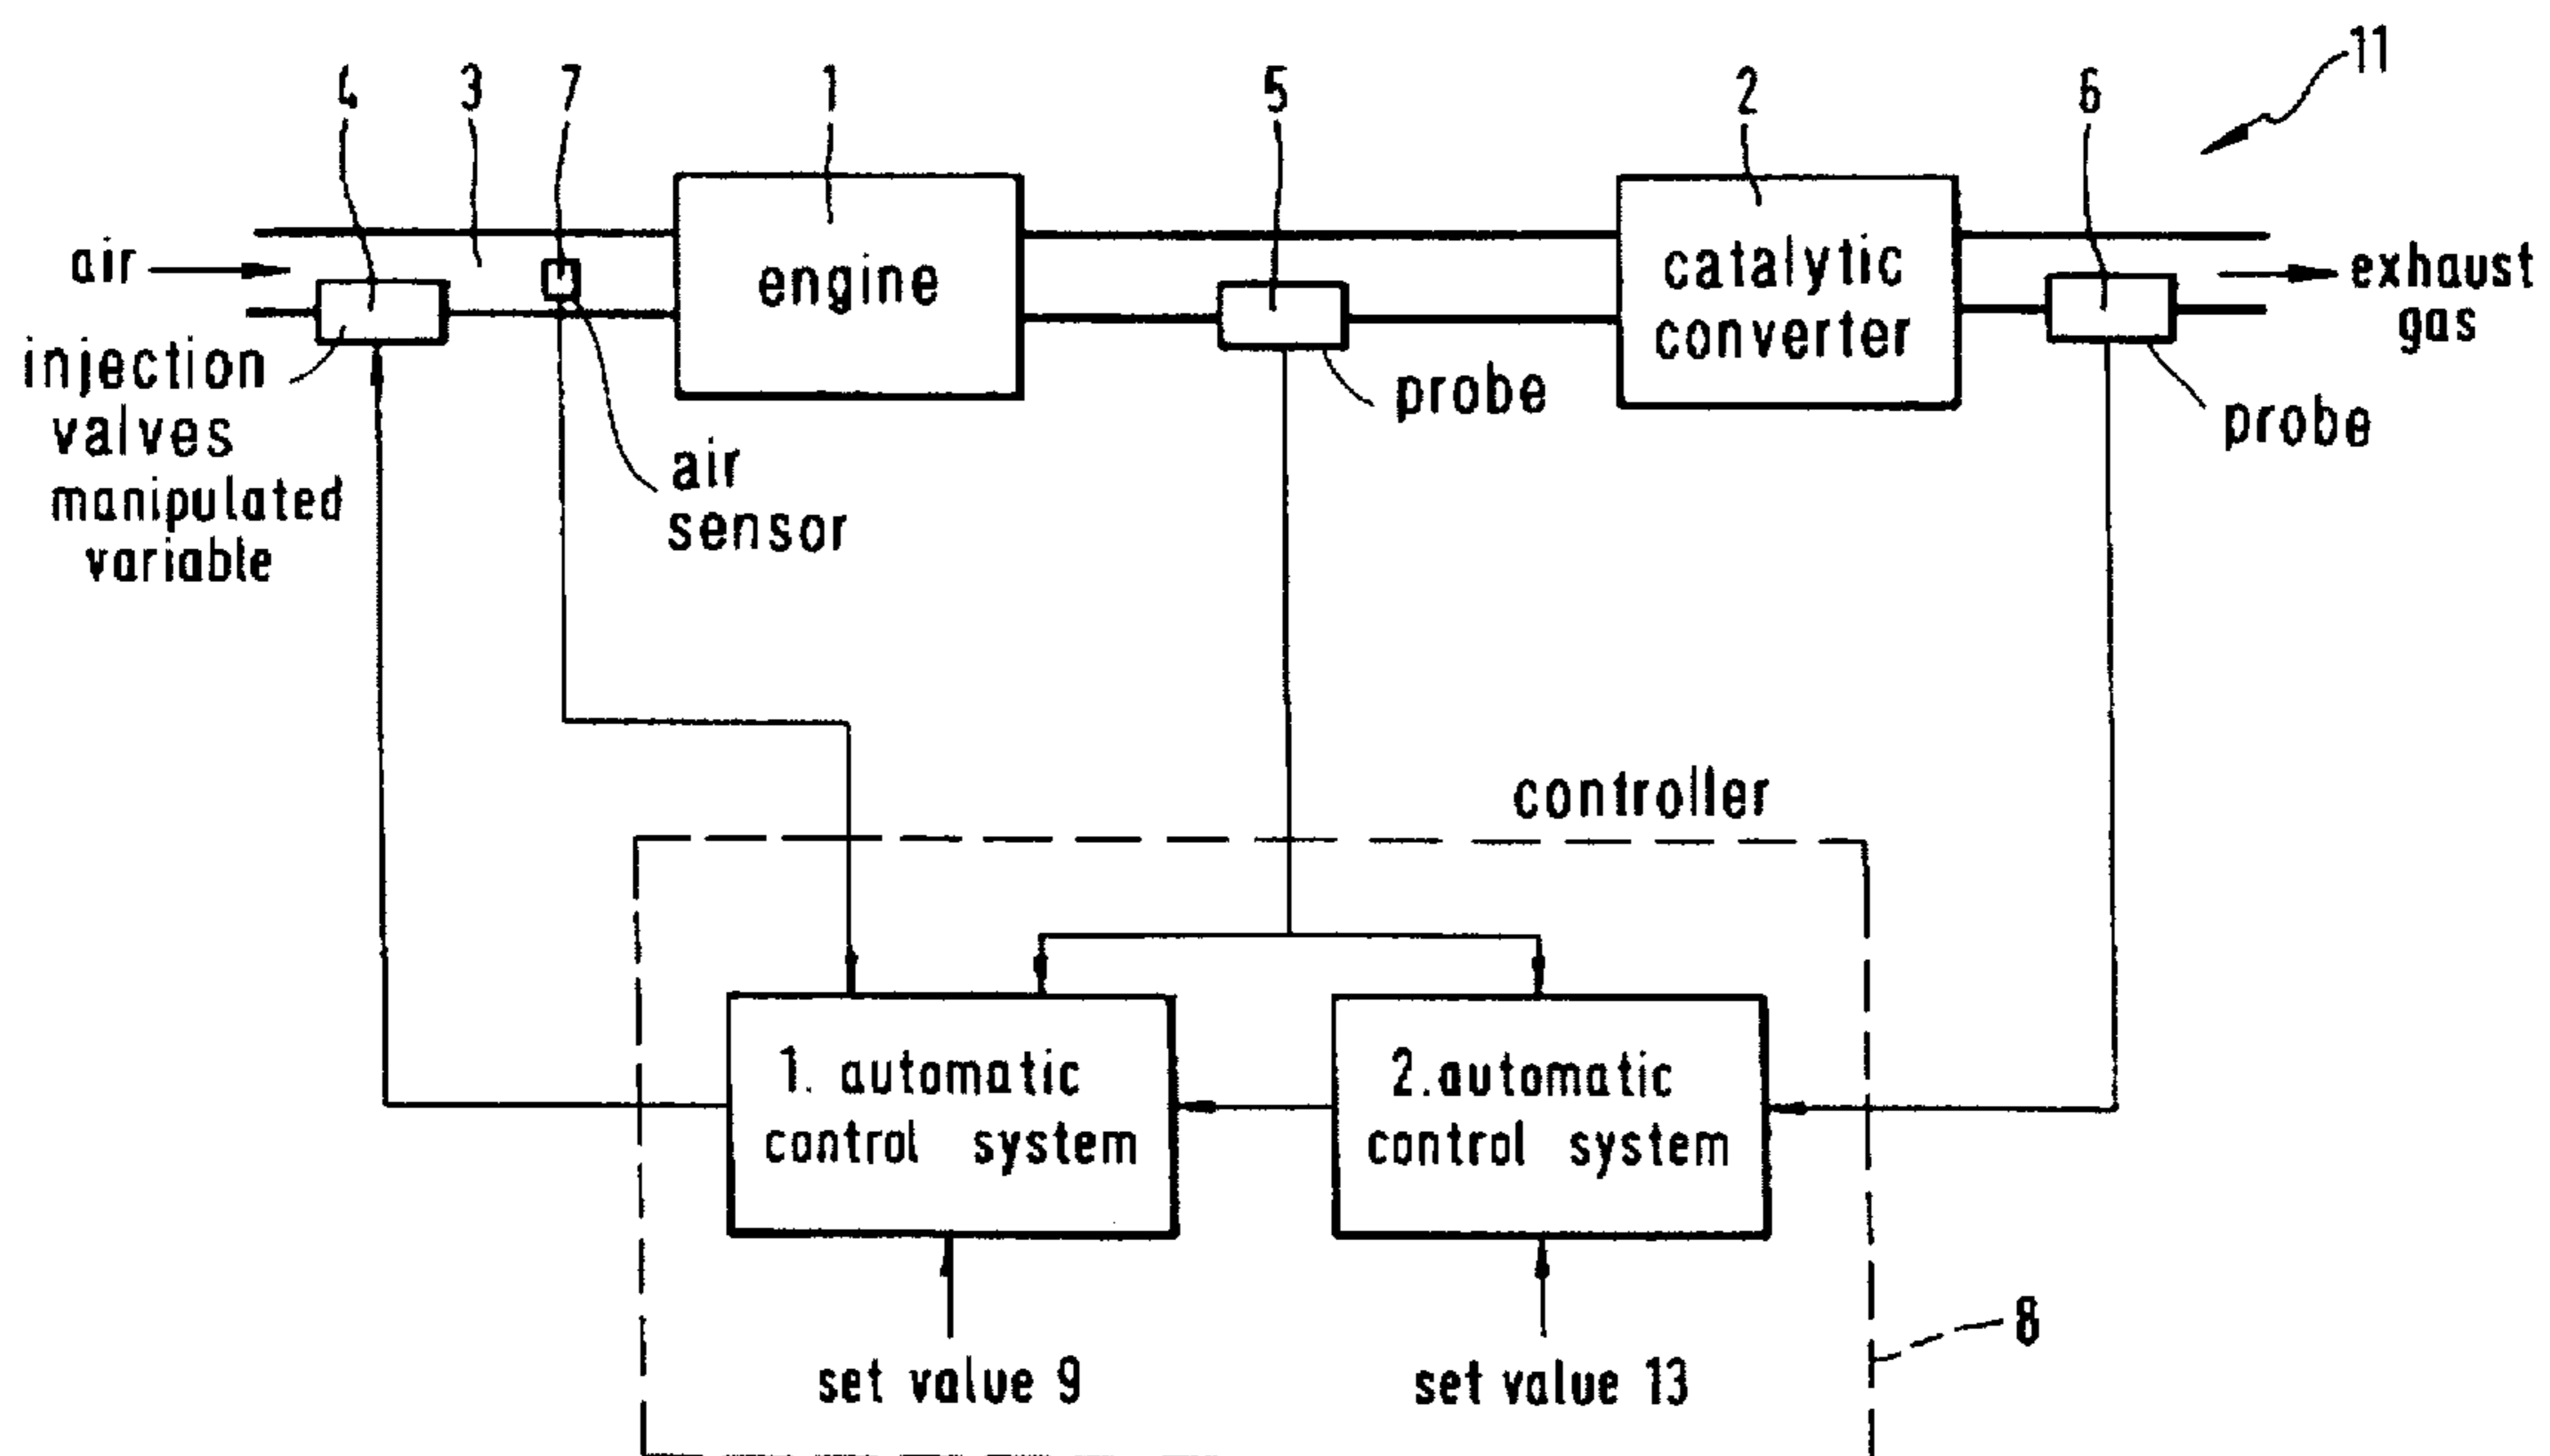 11
4
3
7
1
5
2
6
air
engine
catalytic
converter
exhaust
gas
injection
valves
manipulated
variable
air
sensor
probe
probe
controller
1. automatic
control system
2. automatic
control system
set value 9
set value 13
8